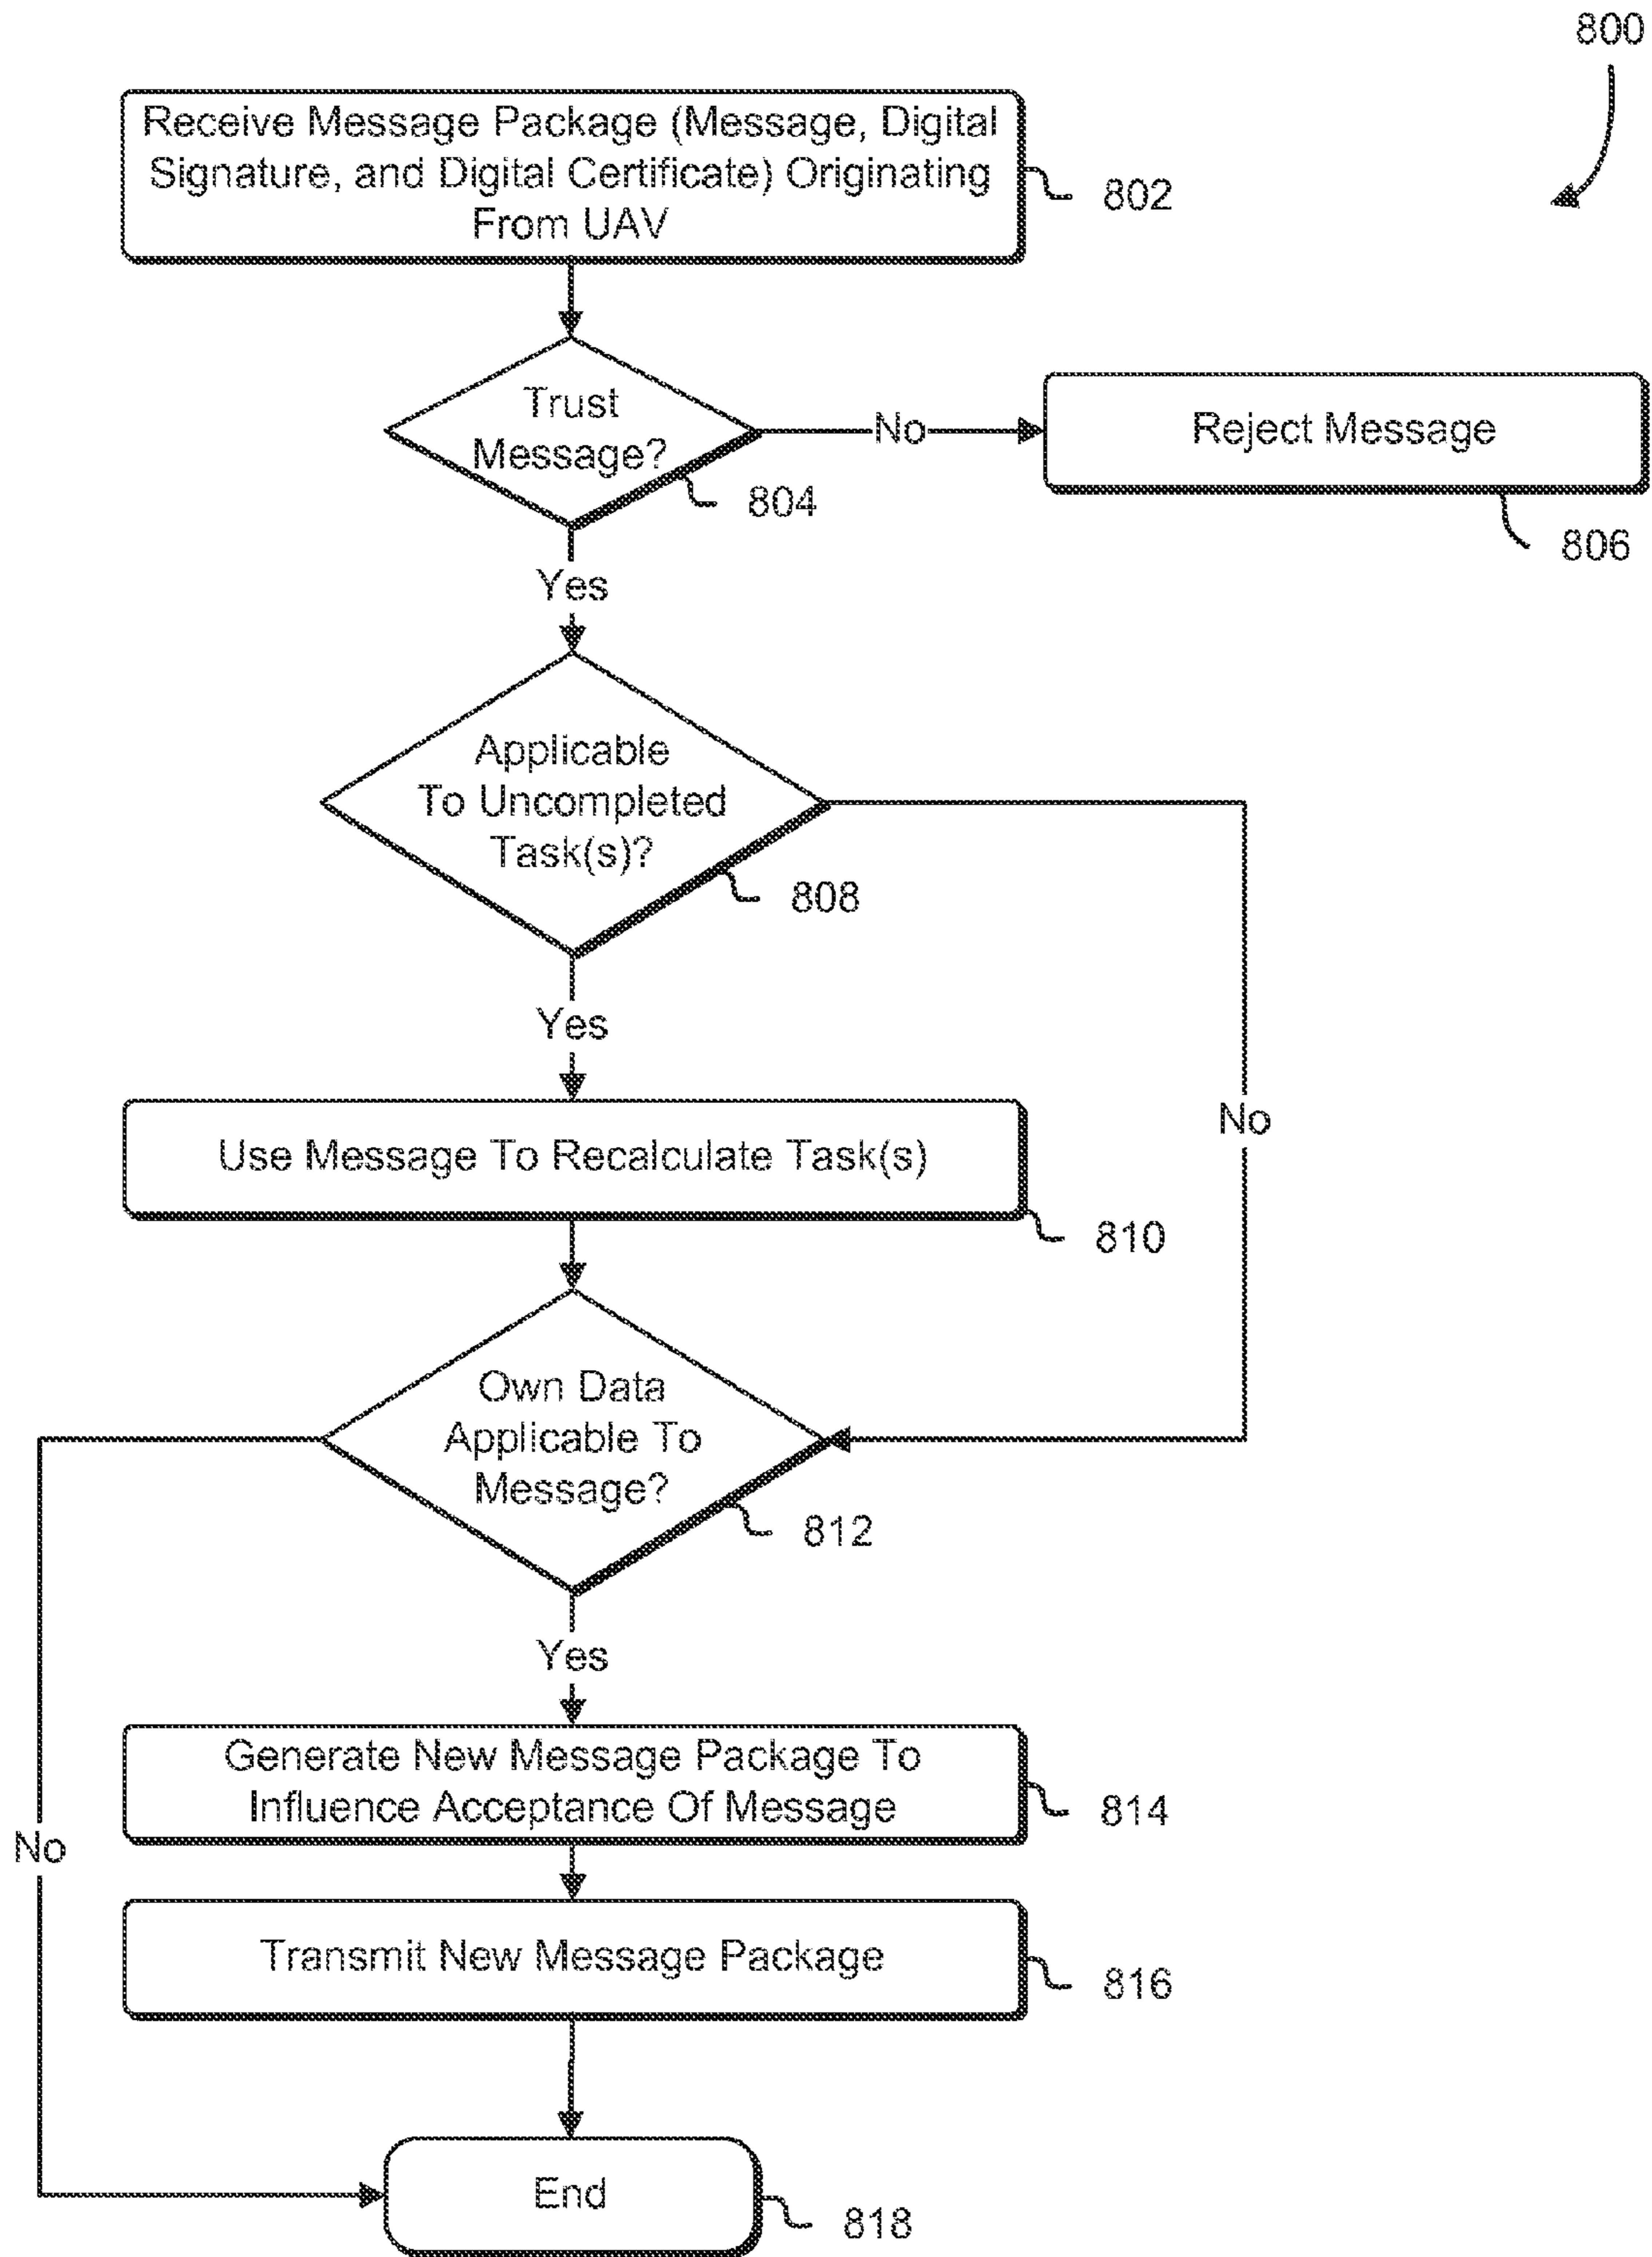 800
Receive Message Package (Message, Digital
Signature, and Digital Certificate) Originating
From UAV
802
Trust
Message?
804
No
Reject Message
806
Yes
Applicable
To Uncompleted
Task(s)?
808
Yes
No
Use Message To Recalculate Task(s)
810
Own Data
Applicable To
Message?
812
Yes
Generate New Message Package To
Influence Acceptance Of Message
814
No
Transmit New Message Package
816
End
818